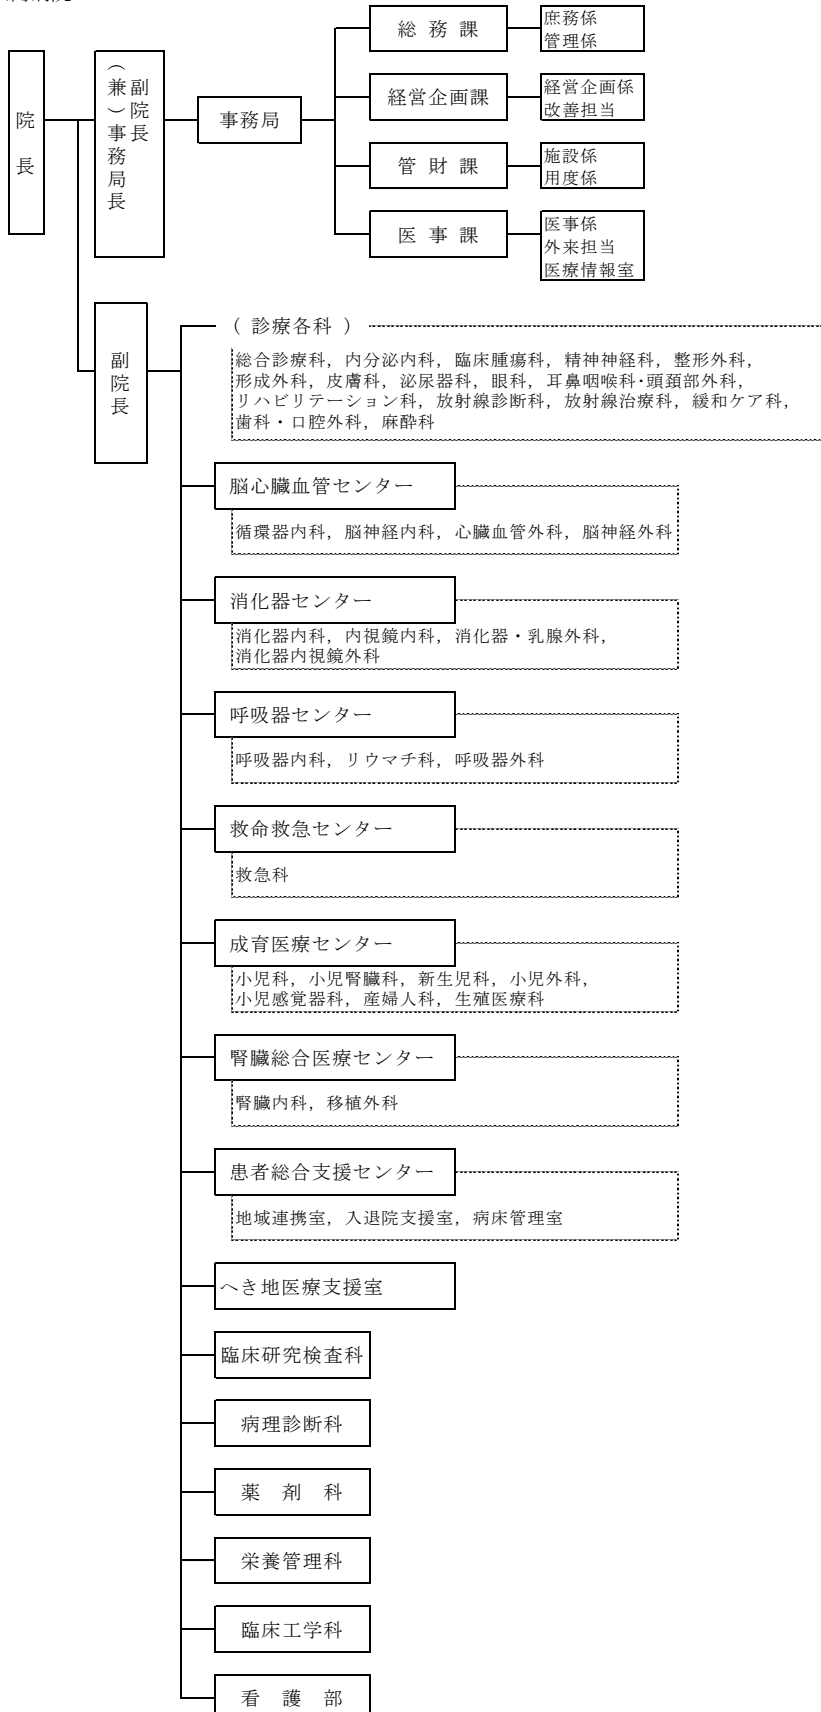 院長
副院長
(兼)事務局長
事務局
総務課
庶務係
管理係
経営企画課
経営企画係
改善担当
管財課
施設係
用度係
医事課
医事係
外来担当
医療情報室
副院長
(診療各科)
総合診療科,内分泌内科,臨床腫瘍科,精神神経科,整形外科,
形成外科,皮膚科,泌尿器科,眼科,耳鼻咽喉科・頭頚部外科,
リハビリテーション科,放射線診断科,放射線治療科,緩和ケア科,
歯科・口腔外科,麻酔科
脳心臓血管センター
循環器内科,脳神経内科,心臓血管外科,脳神経外科
消化器センター
消化器内科,内視鏡内科,消化器・乳腺外科,
消化器内視鏡外科
呼吸器センター
呼吸器内科,リウマチ科,呼吸器外科
救命救急センター
救急科
成育医療センター
小児科,小児腎臓科,新生児科,小児外科,
小児感覚器科,産婦人科,生殖医療科
腎臓総合医療センター
腎臓内科,移植外科
患者総合支援センター
地域連携室,入退院支援室,病床管理室
へき地医療支援室
臨床研究検査科
病理診断科
薬剤科
栄養管理科
臨床工学科
看護部